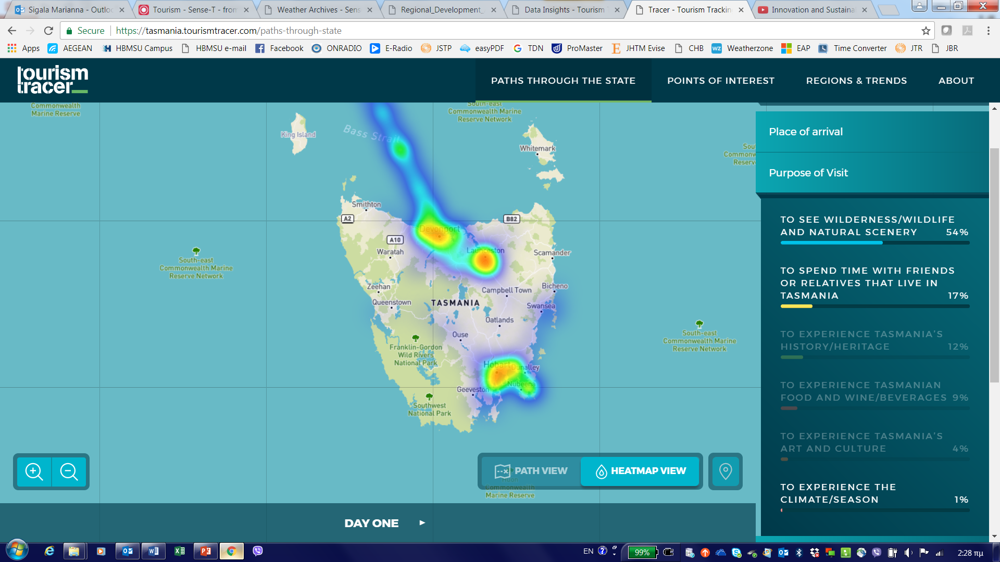 Sigala Marianna - Outloo
Tourism - Sense-T - from
Weather Archives - Sens
Regional_Development_
Data Insights - Tourism T
Tracer - Tourism Trackin
Innovation and Sustaina
Secure
https://tasmania.tourismtracer.com/paths-through-state
Apps
AEGEAN
HBMSU Campus
HBMSU e-mail
Facebook
ONRADIO
E-Radio
JSTP
easyPDF
TDN
ProMaster
JHTM Evise
CHB
Weatherzone
EAP
Time Converter
JTR
JBR
tourism
tracer
PATHS THROUGH THE STATE
POINTS OF INTEREST
REGIONS & TRENDS
ABOUT
Commonwealth
Marine Reserve
South-east
Commonwealth Marine
Reserve Network
King Island
Bass Strait
Whitemark
Sou
Commonw
Reserv
Smithton
A2
B82
Devonport
A10
Waratah
Launceston
Scamander
South-east
Commonwealth Marine
Reserve Network
Zeehan
Campbell Town
Bicheno
Queenstown
TASMANIA
Swansea
Oatlands
Ouse
Franklin-Gordon
Wild Rivers
National Park
South-east
Commonwealth Marine
Reserve Network
Hobart
Dunalley
Nubeena
Geeveston
Southwest
National Park
Huon
Commonwealth
Marine Reserve
PATH VIEW
HEATMAP VIEW
DAY ONE
Place of arrival
Purpose of Visit
TO SEE WILDERNESS/WILDLIFE
AND NATURAL SCENERY 54%
TO SPEND TIME WITH FRIENDS
OR RELATIVES THAT LIVE IN
TASMANIA 17%
TO EXPERIENCE TASMANIA'S
HISTORY/HERITAGE 12%
TO EXPERIENCE TASMANIAN
FOOD AND WINE/BEVERAGES 9%
TO EXPERIENCE TASMANIA'S
ART AND CULTURE 4%
TO EXPERIENCE THE
CLIMATE/SEASON 1%
EN
99%
2:28 πμ